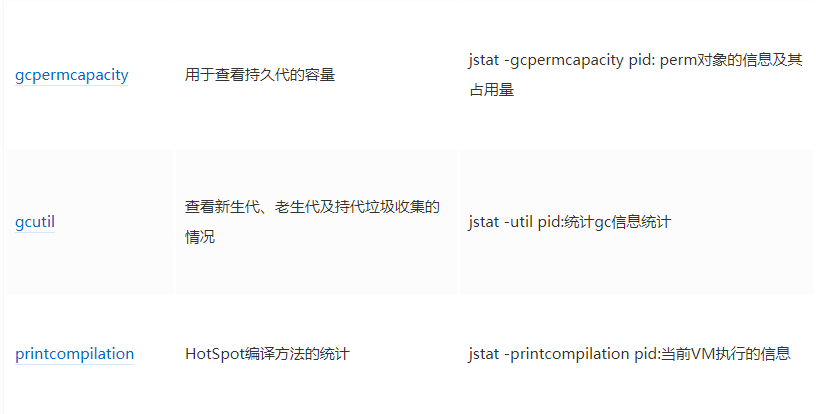 gcpermcapacity
用于查看持久代的容量
jstat -gcpermcapacity pid: perm对象的信息及其
占用量
gcutil
查看新生代、老生代及持代垃圾收集的
情况
jstat -util pid:统计gc信息统计
printcompilation
HotSpot编译方法的统计
jstat -printcompilation pid:当前VM执行的信息